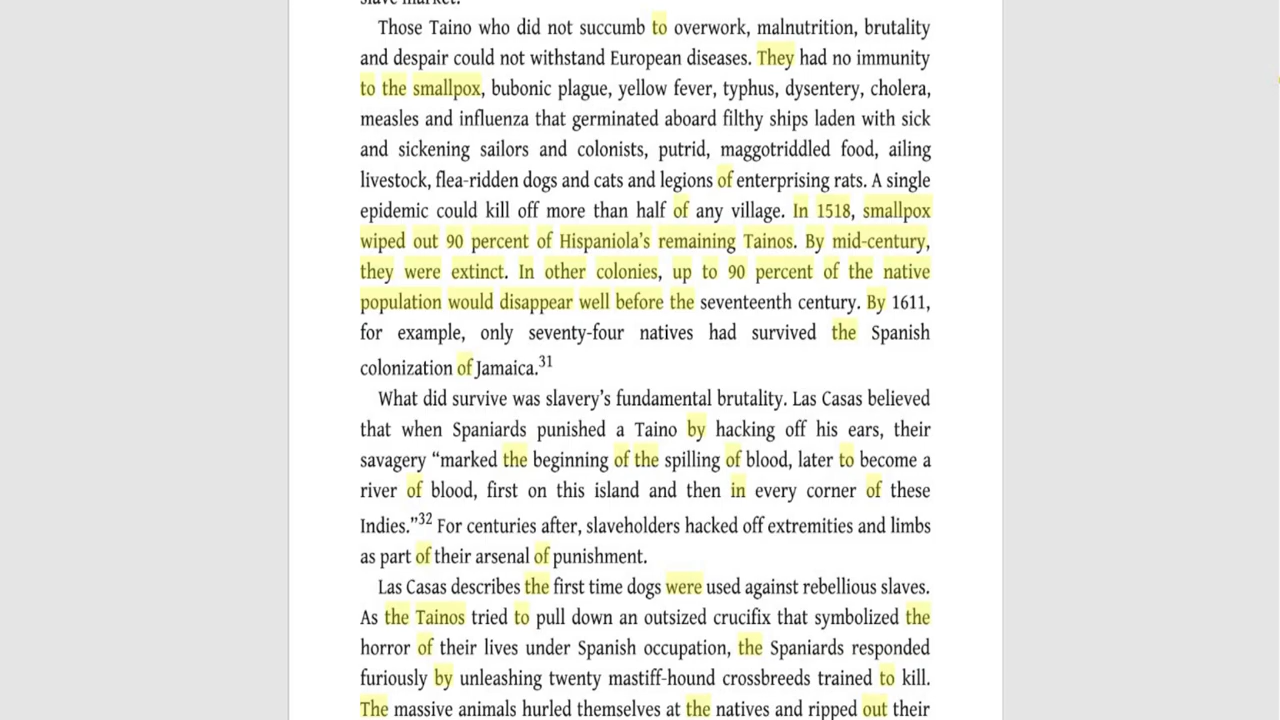 slave market.
Those Taino who did not succumb to overwork, malnutrition, brutality
and despair could not withstand European diseases. They had no immunity
to the smallpox, bubonic plague, yellow fever, typhus, dysentery, cholera,
measles and influenza that germinated aboard filthy ships laden with sick
and sickening sailors and colonists, putrid, maggotriddled food, ailing
livestock, flea-ridden dogs and cats and legions of enterprising rats. A single
epidemic could kill off more than half of any village. In 1518, smallpox
wiped out 90 percent of Hispaniola’s remaining Tainos. By mid-century,
they were extinct. In other colonies, up to 90 percent of the native
population would disappear well before the seventeenth century. By 1611,
for example, only seventy-four natives had survived the Spanish
colonization of Jamaica.31
What did survive was slavery’s fundamental brutality. Las Casas believed
that when Spaniards punished a Taino by hacking off his ears, their
savagery “marked the beginning of the spilling of blood, later to become a
river of blood, first on this island and then in every corner of these
Indies.”32 For centuries after, slaveholders hacked off extremities and limbs
as part of their arsenal of punishment.
Las Casas describes the first time dogs were used against rebellious slaves.
As the Tainos tried to pull down an outsized crucifix that symbolized the
horror of their lives under Spanish occupation, the Spaniards responded
furiously by unleashing twenty mastiff-hound crossbreeds trained to kill.
The massive animals hurled themselves at the natives and ripped out their